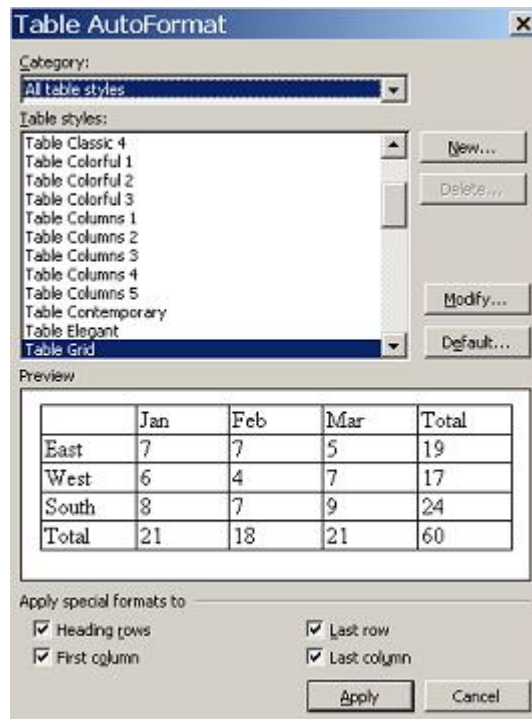 Table AutoFormat
Category:
All table styles
Table styles:
Table Classic 4
Table Colorful 1
Table Colorful 2
Table Colorful 3
Table Columns 1
Table Columns 2
Table Columns 3
Table Columns 4
Table Columns 5
Table Contemporary
Table Elegant
Table Grid
New...
Delete...
Modify...
Default...
Preview
Jan Feb Mar Total
East 7 7 5 19
West 6 4 7 17
South 8 7 9 24
Total 21 18 21 60
Apply special formats to
Heading rows Last row
First column Last column
Apply Cancel